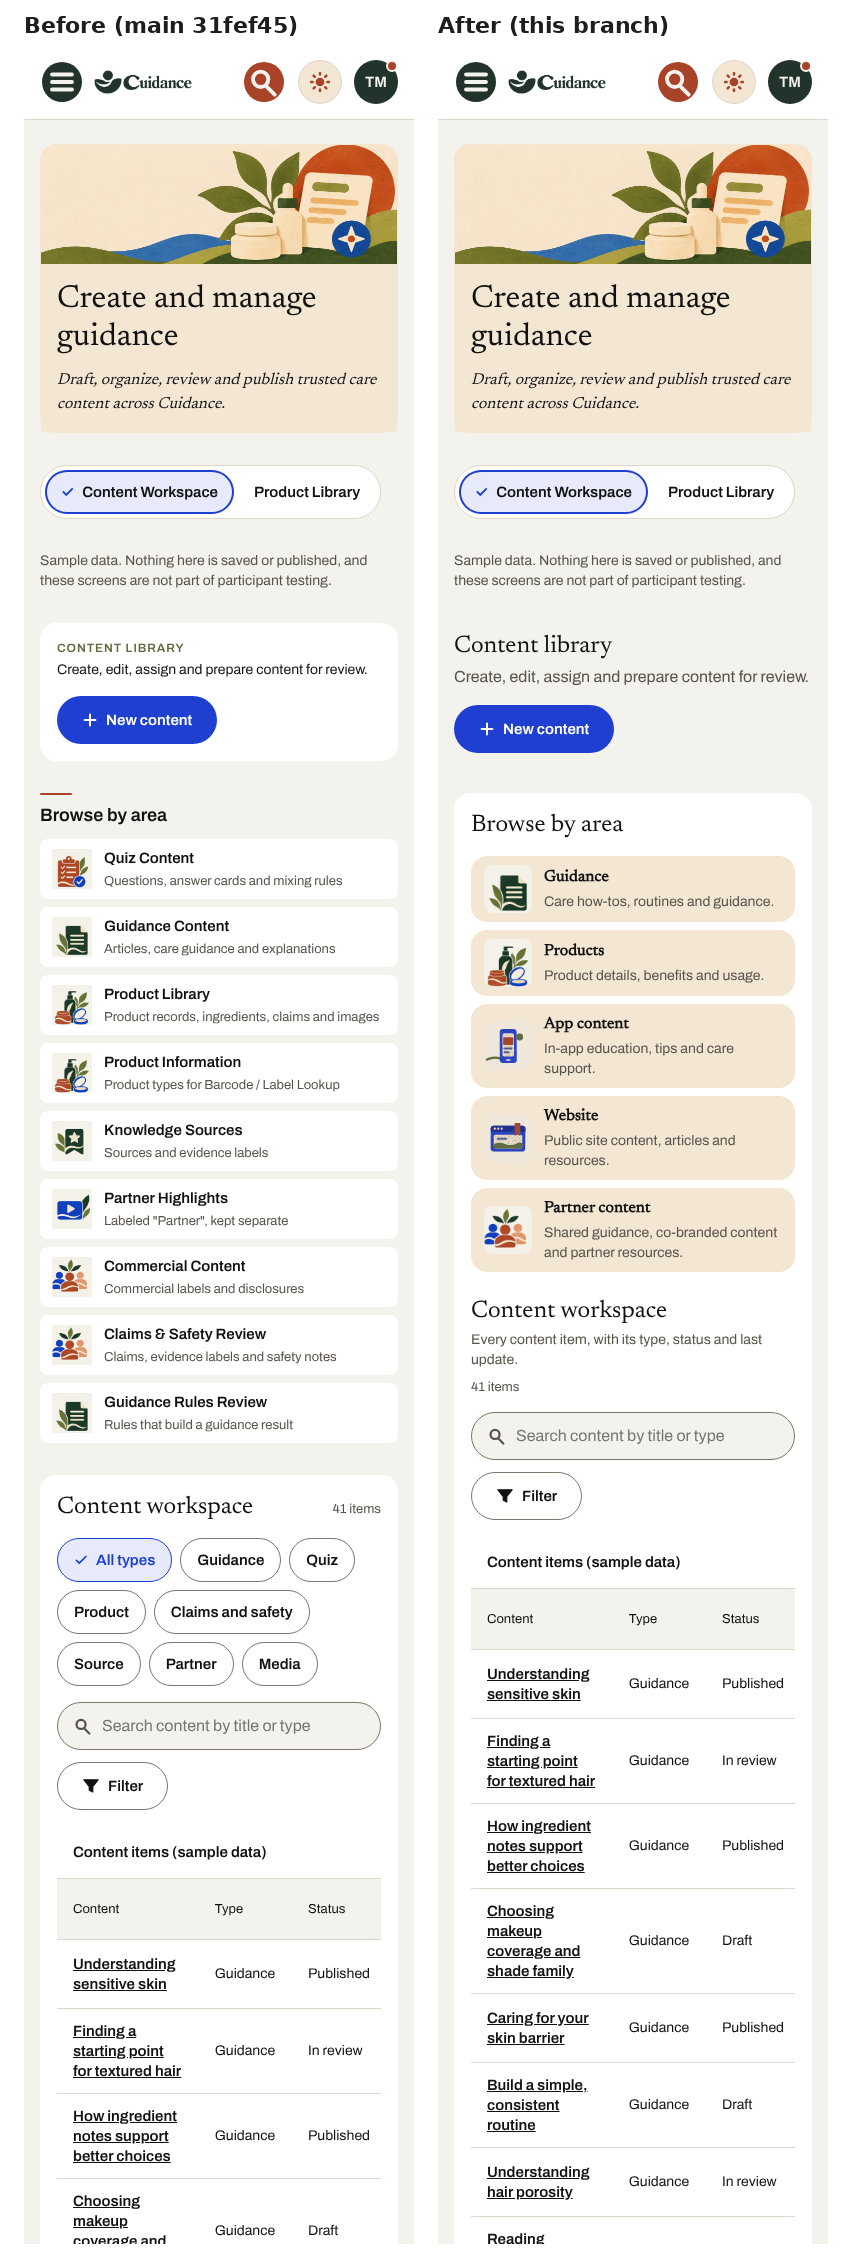 Before (main 31fef45)
Cuidance
TM
Create and manage
guidance
Draft, organize, review and publish trusted care
content across Cuidance.
Content Workspace
Product Library
Sample data. Nothing here is saved or published, and
these screens are not part of participant testing.
CONTENT LIBRARY
Create, edit, assign and prepare content for review.
New content
Browse by area
Quiz Content
Questions, answer cards and mixing rules
Guidance Content
Articles, care guidance and explanations
Product Library
Product records, ingredients, claims and images
Product Information
Product types for Barcode / Label Lookup
Knowledge Sources
Sources and evidence labels
Partner Highlights
Labeled "Partner", kept separate
Commercial Content
Commercial labels and disclosures
Claims & Safety Review
Claims, evidence labels and safety notes
Guidance Rules Review
Rules that build a guidance result
Content workspace
41 items
All types
Guidance
Quiz
Product
Claims and safety
Source
Partner
Media
Search content by title or type
Filter
Content items (sample data)
Content Type Status
Understanding
sensitive skin
Guidance
Published
Finding a
starting point
for textured hair
Guidance
In review
How ingredient
notes support
better choices
Guidance
Published
Choosing
makeup
coverage and
Guidance
Draft
After (this branch)
Cuidance
TM
Create and manage
guidance
Draft, organize, review and publish trusted care
content across Cuidance.
Content Workspace
Product Library
Sample data. Nothing here is saved or published, and
these screens are not part of participant testing.
Content library
Create, edit, assign and prepare content for review.
New content
Browse by area
Guidance
Care how-tos, routines and guidance.
Products
Product details, benefits and usage.
App content
In-app education, tips and care
support.
Website
Public site content, articles and
resources.
Partner content
Shared guidance, co-branded content
and partner resources.
Content workspace
Every content item, with its type, status and last
update.
41 items
Search content by title or type
Filter
Content items (sample data)
Content Type Status
Understanding
sensitive skin
Guidance
Published
Finding a
starting point
for textured hair
Guidance
In review
How ingredient
notes support
better choices
Guidance
Published
Choosing
makeup
coverage and
shade family
Guidance
Draft
Caring for your
skin barrier
Guidance
Published
Build a simple,
consistent
routine
Guidance
Draft
Understanding
hair porosity
Guidance
In review
Reading